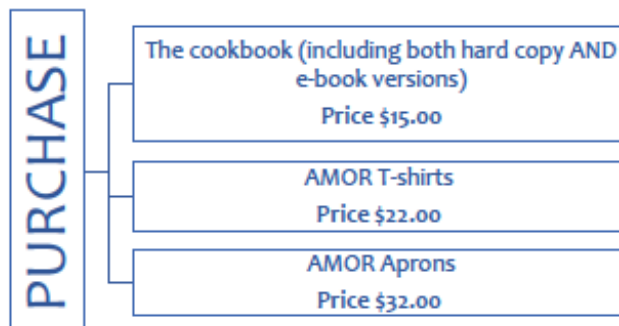 PURCHASE
The cookbook (including both hard copy AND
e-book versions)
Price $15.00
AMOR T-shirts
Price $22.00
AMOR Aprons
Price $32.00